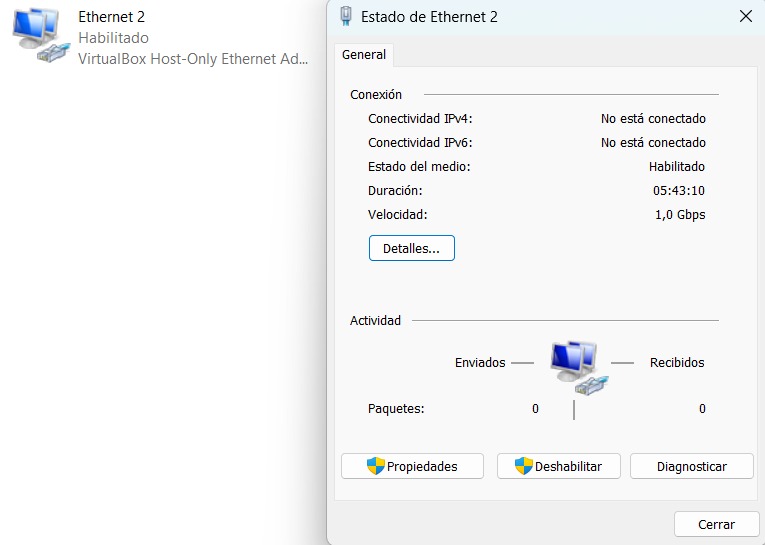 Ethernet 2
Habilitado
VirtualBox Host-Only Ethernet Ad...
Estado de Ethernet 2
General
Conexión
Conectividad IPv4: No está conectado
Conectividad IPv6: No está conectado
Estado del medio: Habilitado
Duración: 05:43:10
Velocidad: 1,0 Gbps
Detalles...
Actividad
Enviados Recibidos
Paquetes: 0 0
Propiedades Deshabilitar Diagnosticar
Cerrar